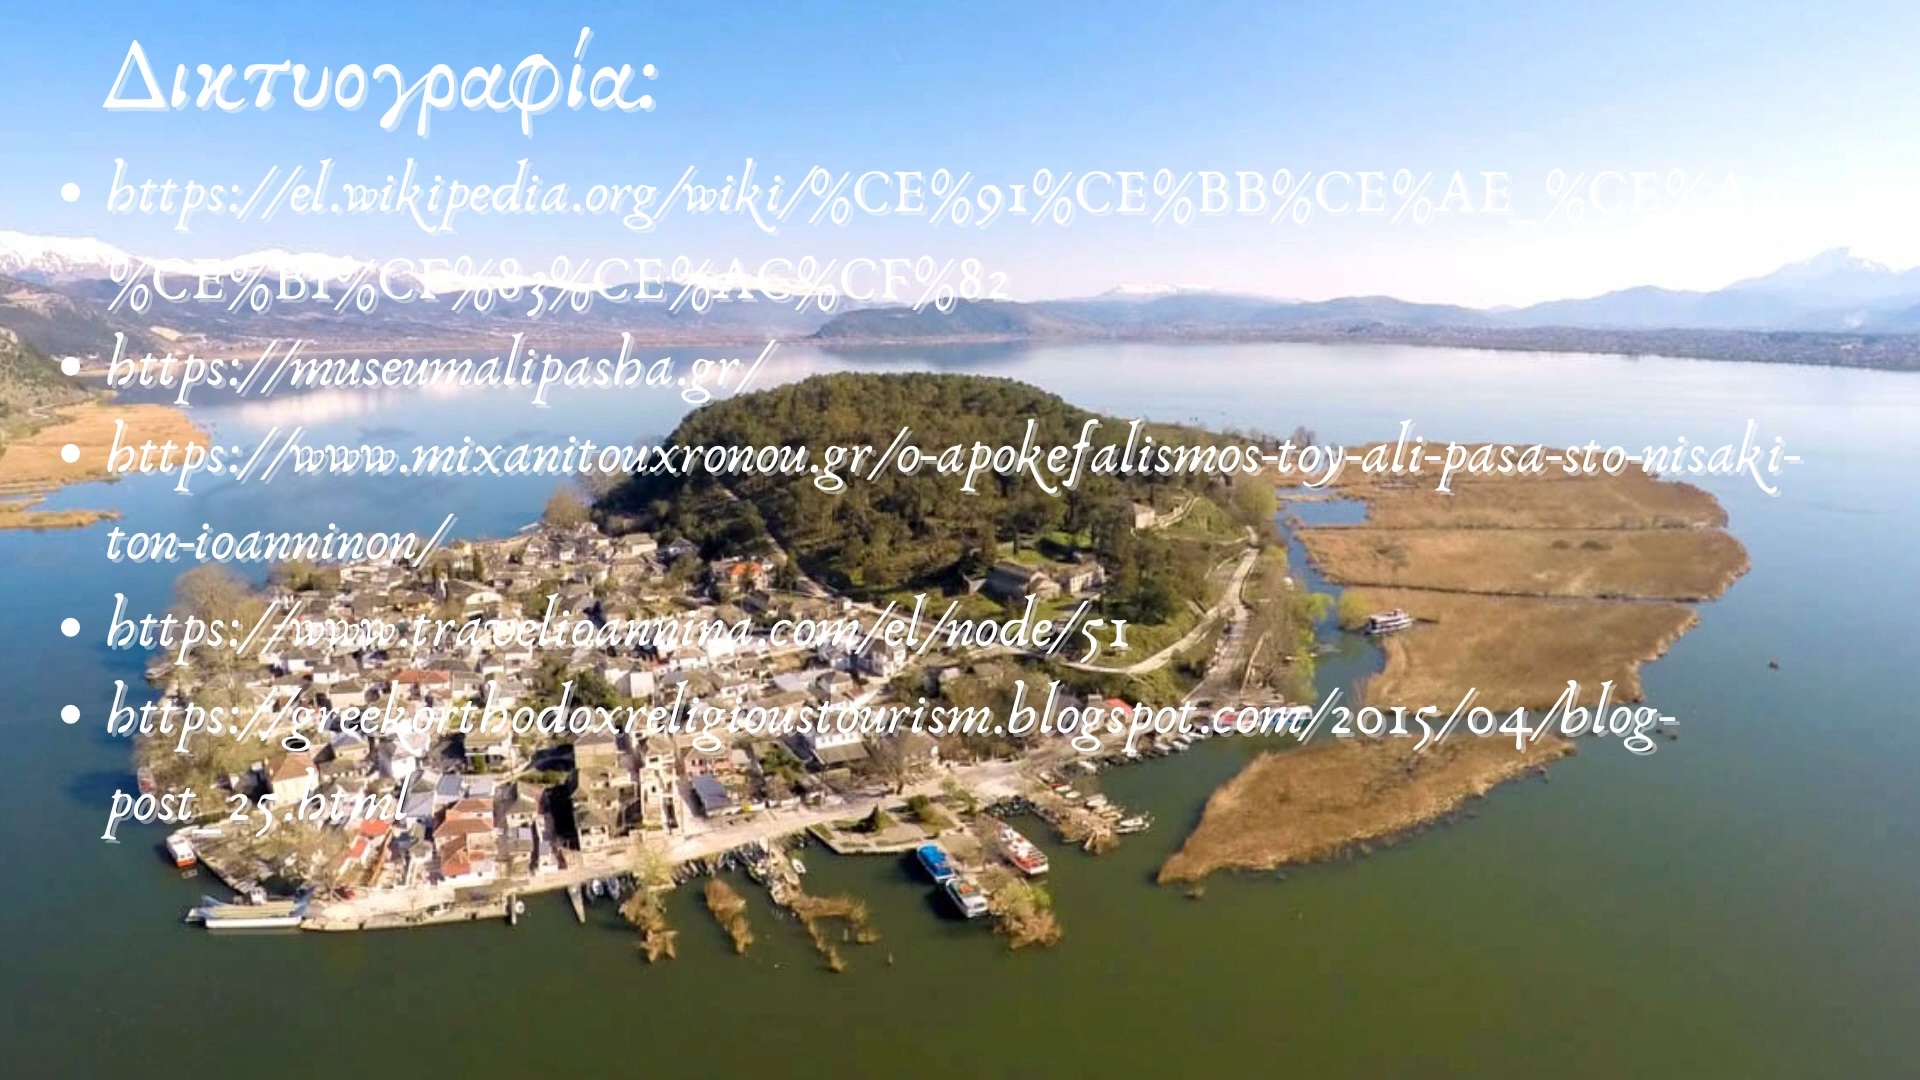 Δικτυογραφία:
• https://el.wikipedia.org/wiki/%CE%91%CE%BB%CE%AE_%CE%A
%CE%B1%CF%83%CE%AC%CF%82
• https://museumalipasha.gr/
• https://www.mixanitouxronou.gr/o-apokefalismos-toy-ali-pasa-sto-nisaki-
ton-ioanninon/
• https://www.travelioannina.com/el/node/51
• https://greekorthodoxreligioustourism.blogspot.com/2015/04/blog-
post_25.html